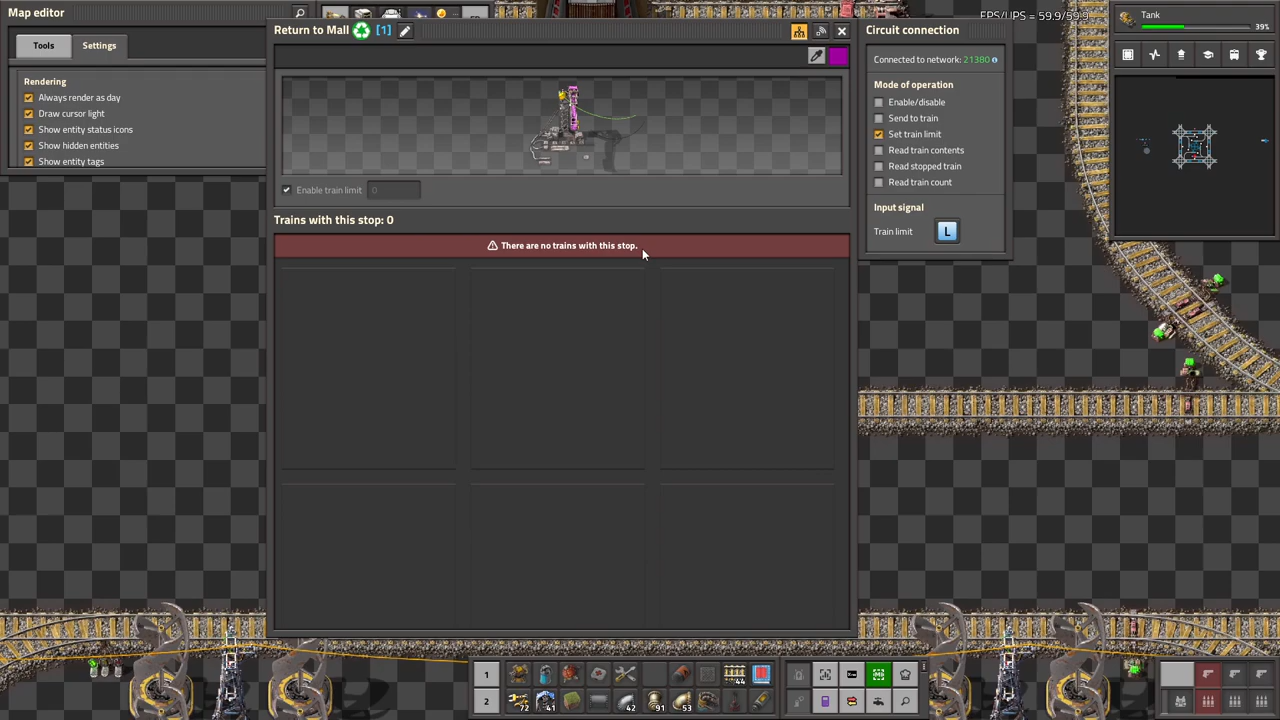 Map editor
Tools
Settings
Rendering
Always render as day
Draw cursor light
Show entity status icons
Show hidden entities
Show entity tags
Return to Mall [1]
Enable train limit 0
Trains with this stop: 0
There are no trains with this stop.
Circuit connection
Connected to network: 21380
Mode of operation
Enable/disable
Send to train
Set train limit
Read train contents
Read stopped train
Read train count
Input signal
Train limit L
FPS/UPS = 59.9/59.9
Tank
39%
1
44
2
72
41
42
91
53